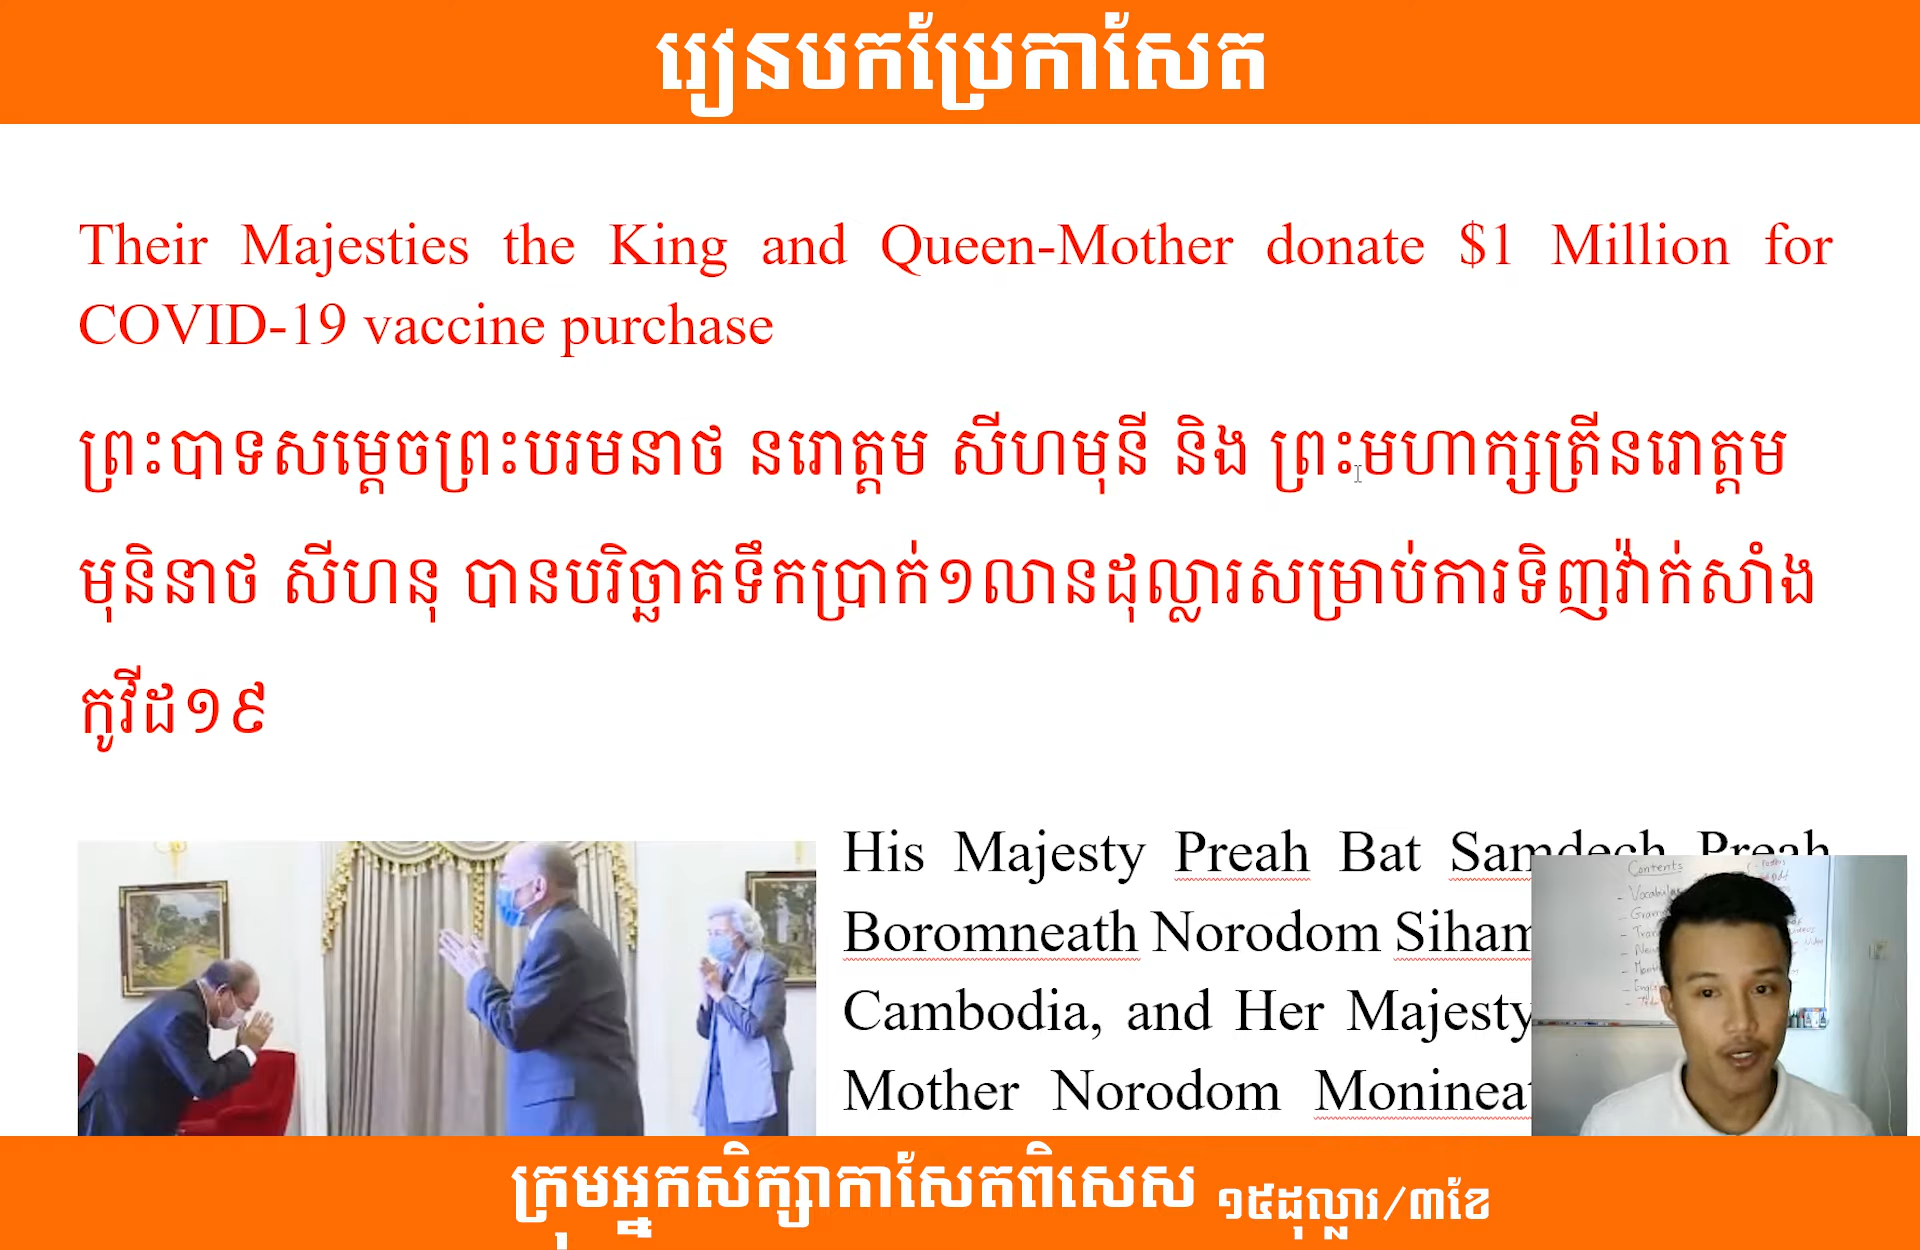 រៀនបកប្រែកាសែត
Their Majesties the King and Queen-Mother donate $1 Million for
COVID-19 vaccine purchase
ព្រះបាទសម្តេចព្រះបរមនាថ នរោត្តម សីហមុនី និង ព្រះមហាក្សត្រីនរោត្តម
មុនិនាថ សីហនុ បានបរិច្ឆាគទឹកប្រាក់១លានដុល្លារសម្រាប់ការទិញវ៉ាក់សាំង
កូវីដ១៩
His Majesty Preah Bat Samdech Preah
Boromneath Norodom Siham
Cambodia, and Her Majesty
Mother Norodom Monineat
Contents
ក្រុមអ្នកសិក្សាកាសែតពិសេស ១៥ដុល្លារ/៣ខែ